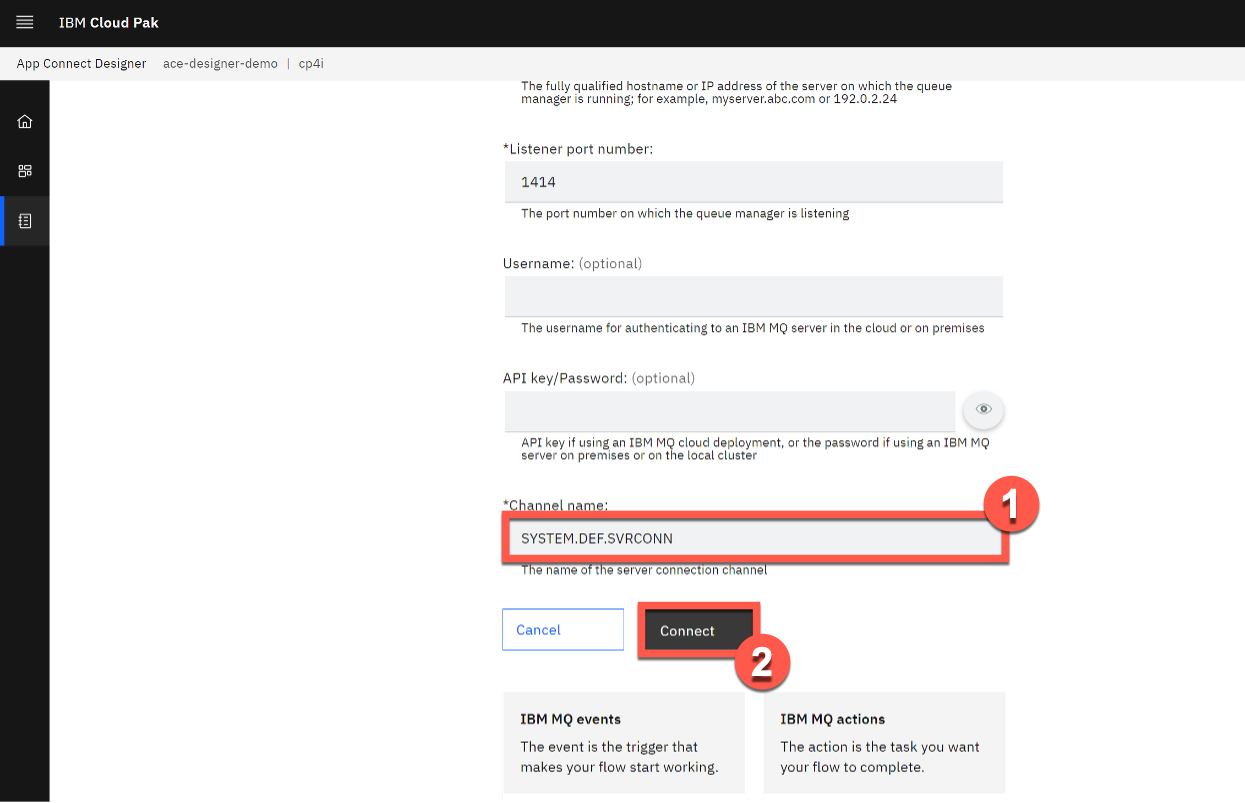 IBM Cloud Pak
App Connect Designer ace-designer-demo | cp4i
The fully qualified hostname or IP address of the server on which the queue
manager is running; for example, myserver.abc.com or 192.0.2.24
*Listener port number:
1414
The port number on which the queue manager is listening
Username: (optional)
The username for authenticating to an IBM MQ server in the cloud or on premises
API key/Password: (optional)
API key if using an IBM MQ cloud deployment, or the password if using an IBM MQ
server on premises or on the local cluster
*Channel name:
1
SYSTEM.DEF.SVRCONN
The name of the server connection channel
Cancel
Connect
2
IBM MQ events
The event is the trigger that
makes your flow start working.
IBM MQ actions
The action is the task you want
your flow to complete.